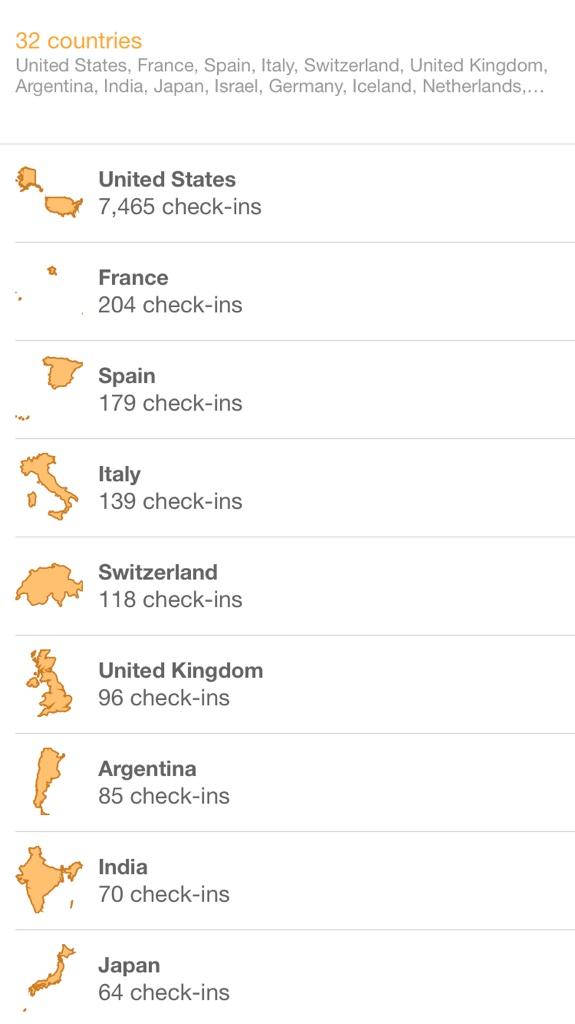 32 countries
United States, France, Spain, Italy, Switzerland, United Kingdom,
Argentina, India, Japan, Israel, Germany, Iceland, Netherlands,...
United States
7,465 check-ins
France
204 check-ins
Spain
179 check-ins
Italy
139 check-ins
Switzerland
118 check-ins
United Kingdom
96 check-ins
Argentina
85 check-ins
India
70 check-ins
Japan
64 check-ins